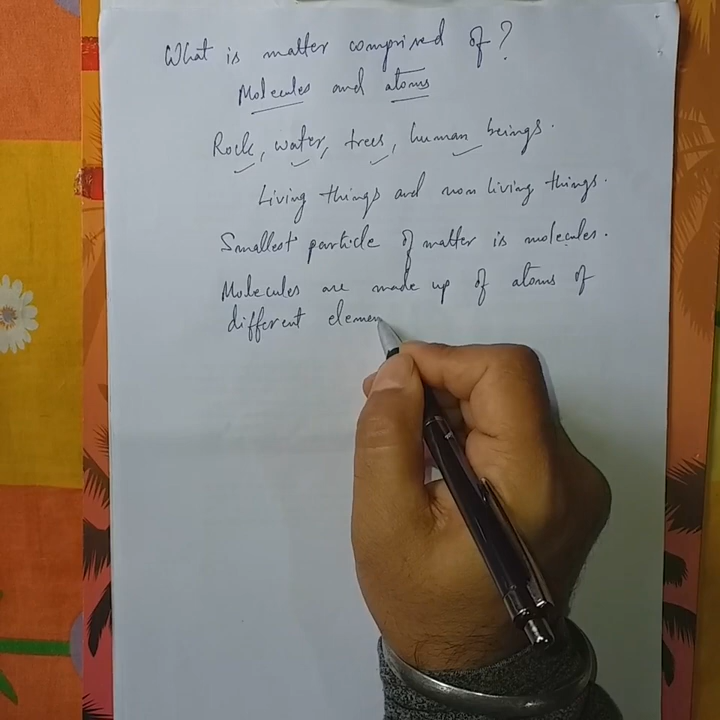 What is matter comprised of?
Molecules and atoms
Rock, water, trees, human beings.
Living things and non living things.
Smallest particle of matter is molecules.
Molecules are made up of atoms of
different elemen